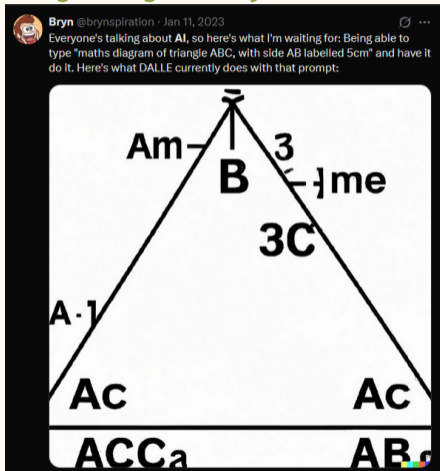 Bryn @brynspiration · Jan 11, 2023
Everyone's talking about AI, so here's what I'm waiting for: Being able to
type "maths diagram of triangle ABC, with side AB labelled 5cm" and have it
do it. Here's what DALLE currently does with that prompt:
Am
3
B
me
3C
A
Ac Ac
ACCa AB